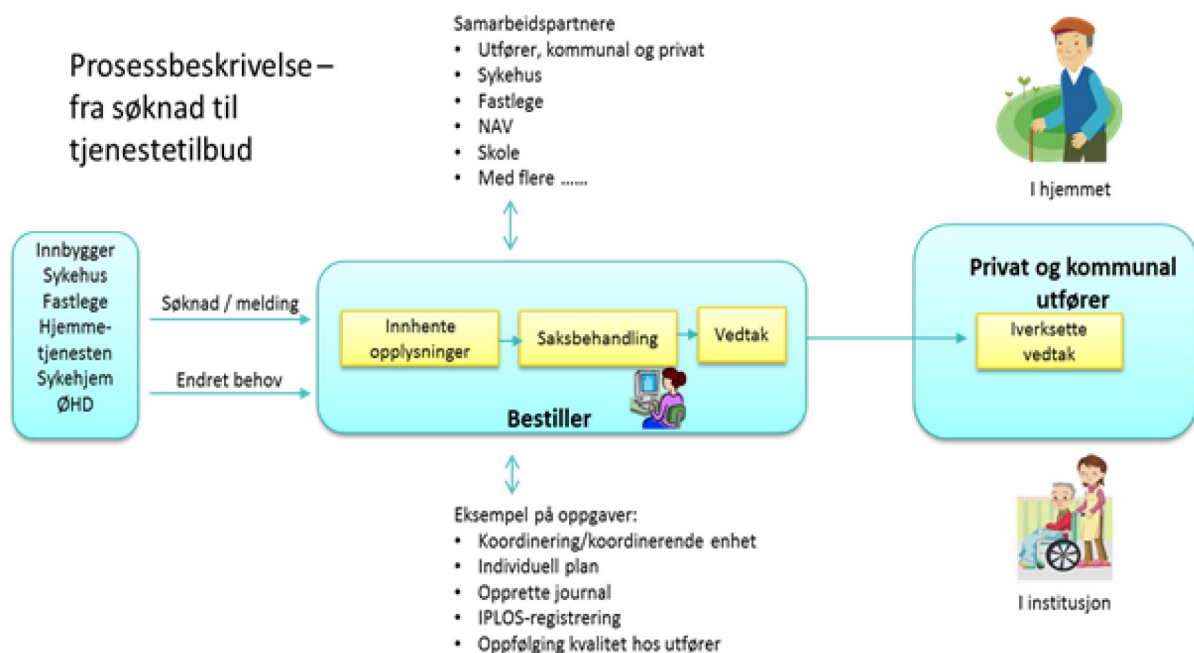 Prosessbeskrivelse –
fra søknad til
tjenestetilbud
Samarbeidspartnere
• Utfører, kommunal og privat
• Sykehus
• Fastlege
• NAV
• Skole
• Med flere ......
I hjemmet
Innbygger
Sykehus
Fastlege
Hjemme-
tjenesten
Sykehjem
ØHD
Søknad / melding
Endret behov
Innhente
opplysninger
Saksbehandling
Vedtak
Bestiller
Privat og kommunal
utfører
Iverksette
vedtak
Eksempel på oppgaver:
• Koordinering/koordinerende enhet
• Individuell plan
• Opprette journal
• IPLOS-registrering
• Oppfølging kvalitet hos utfører
I institusjon